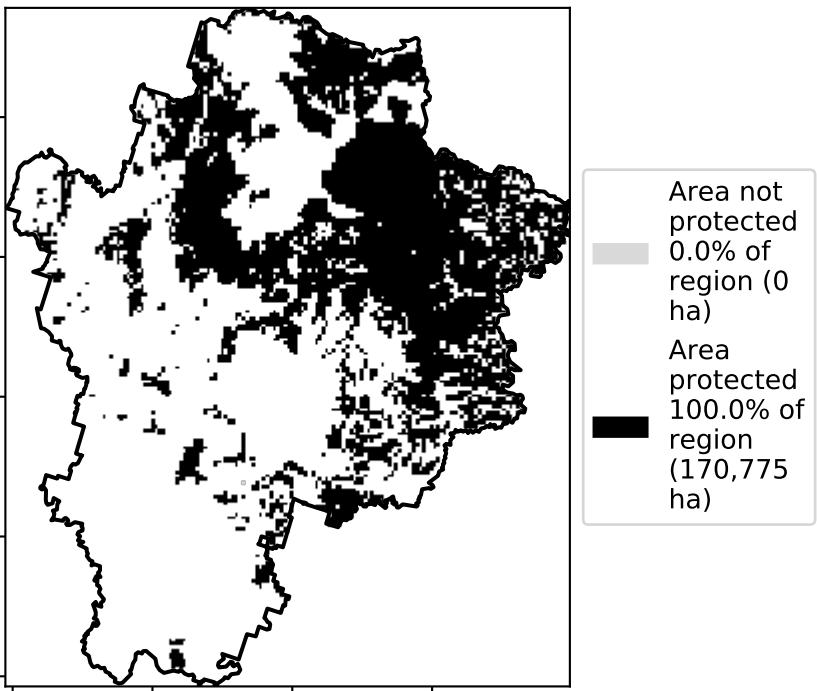 Area not
protected
0.0% of
region (0
ha)
Area
protected
100.0% of
region
(170,775
ha)